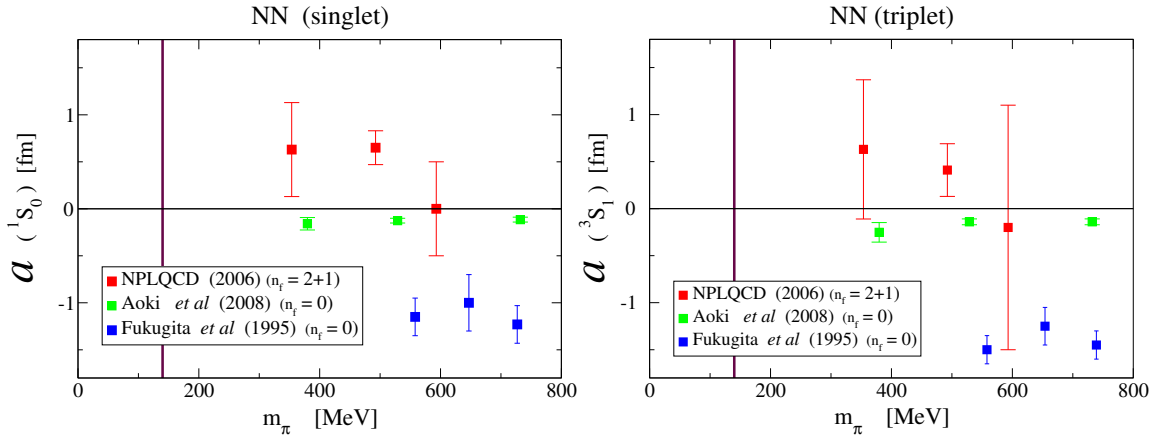 NN (singlet)
1
0
-1
a ( ¹S₀ ) [fm]
NPLQCD (2006) (n_f = 2+1)
Aoki et al (2008) (n_f = 0)
Fukugita et al (1995) (n_f = 0)
0 200 400 600 800
m_π [MeV]
NN (triplet)
1
0
-1
a ( ³S₁ ) [fm]
NPLQCD (2006) (n_f = 2+1)
Aoki et al (2008) (n_f = 0)
Fukugita et al (1995) (n_f = 0)
0 200 400 600 800
m_π [MeV]